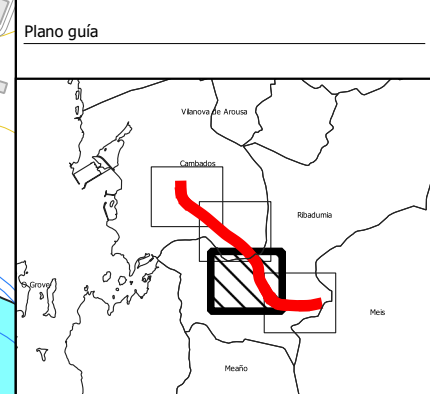 Plano guía
Vilanova de Arousa
Cambados
Ribadumia
O Grove
Meis
Meaño